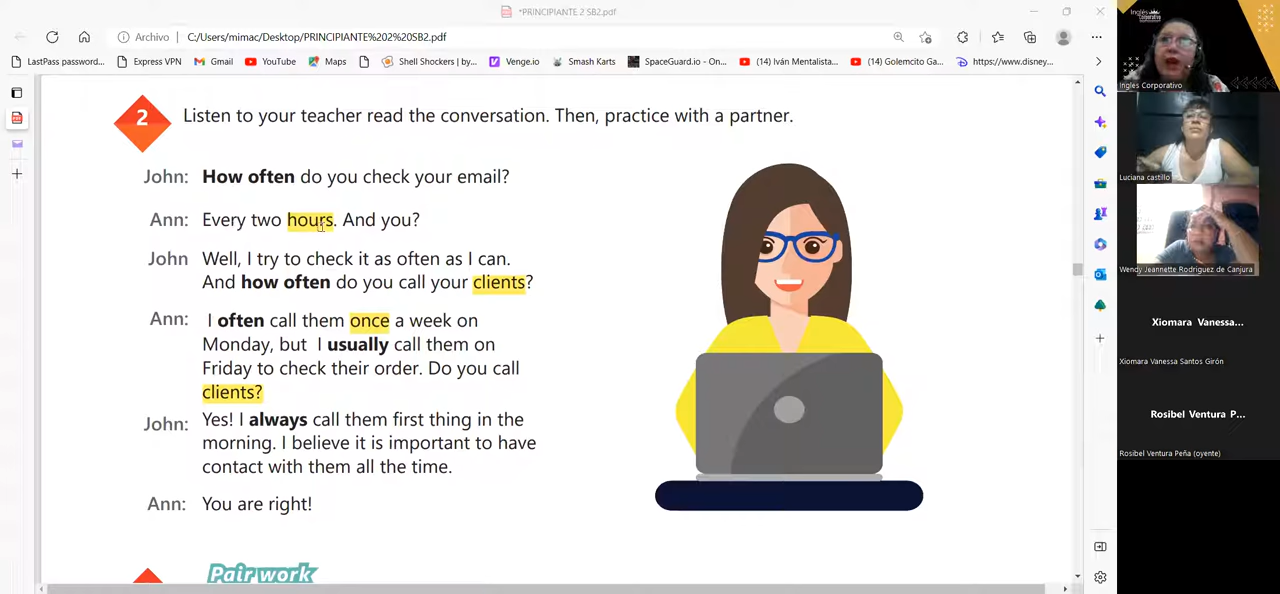 *PRINCIPIANTE 2 SB2.pdf
Archivo
C:/Users/mimac/Desktop/PRINCIPIANTE%202%20SB2.pdf
LastPass password...
Express VPN
Gmail
YouTube
Maps
Shell Shockers | by...
Venge.io
Smash Karts
SpaceGuard.io - On...
(14) Iván Mentalista...
(14) Golemcito Ga...
https://www.disney...
2
Listen to your teacher read the conversation. Then, practice with a partner.
John: How often do you check your email?
Ann: Every two hours. And you?
John Well, I try to check it as often as I can.
And how often do you call your clients?
Ann: I often call them once a week on
Monday, but I usually call them on
Friday to check their order. Do you call
clients?
John: Yes! I always call them first thing in the
morning. I believe it is important to have
contact with them all the time.
Ann: You are right!
Pair work
Inglés
Corporativo
Ingles Corporativo
Luciana castillo
Wendy Jeannette Rodriguez de Canjura
Xiomara Vanessa...
Xiomara Vanessa Santos Girón
Rosibel Ventura P...
Rosibel Ventura Peña (oyente)